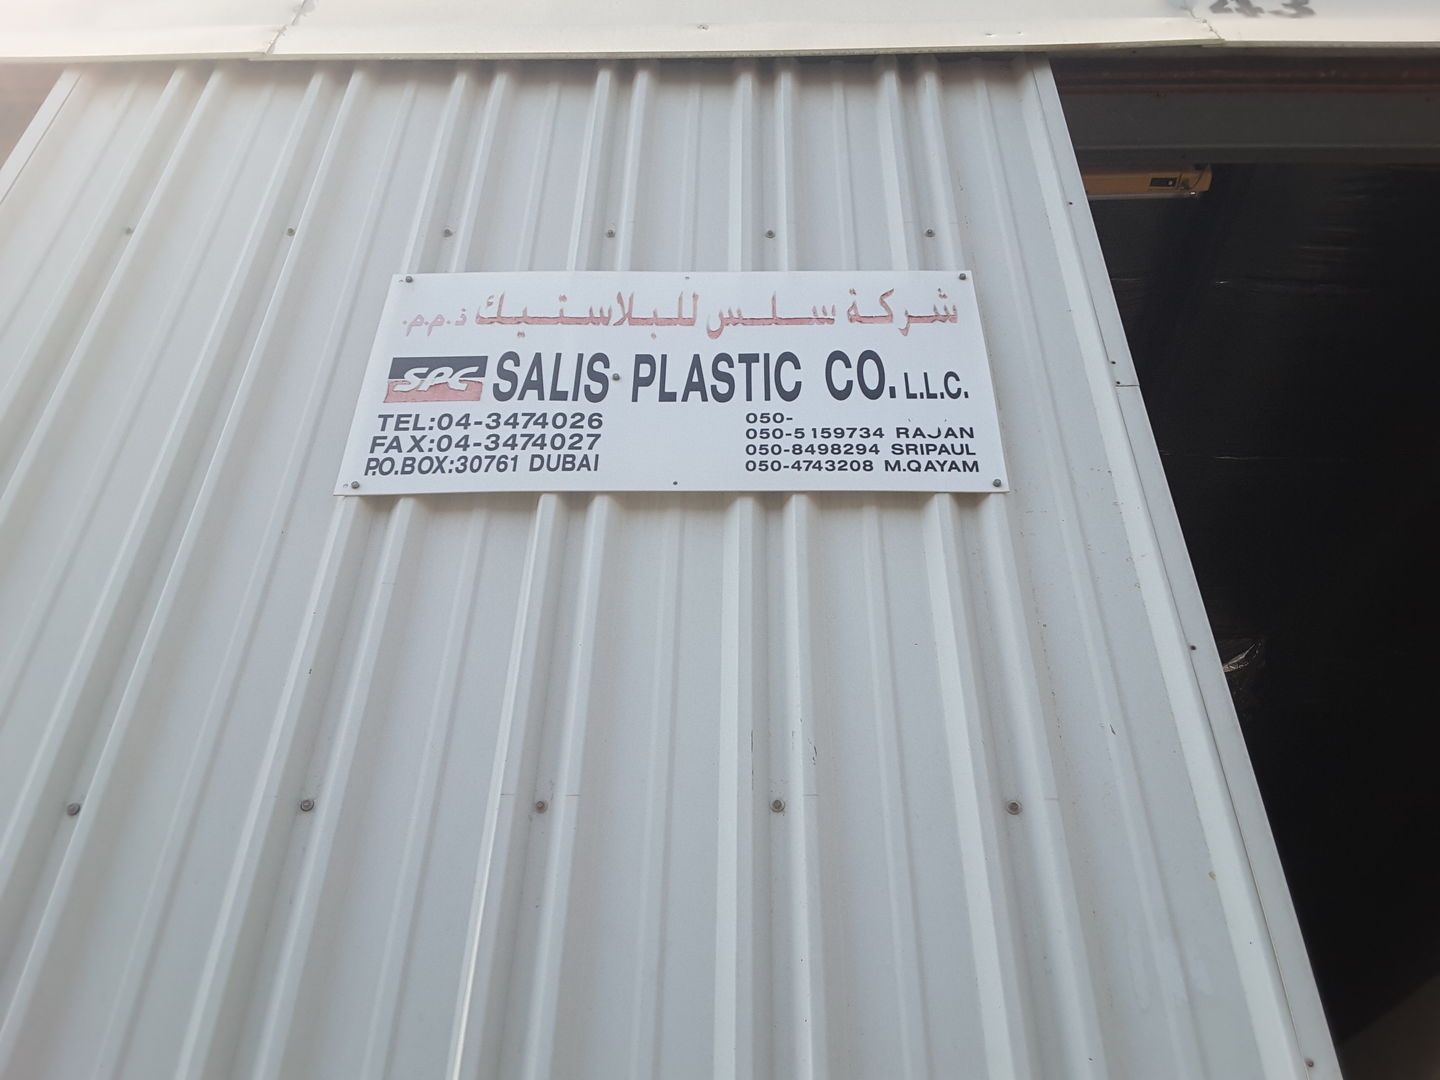 شركة سلس للبلاستيك ذ.م.م.
SPC SALIS PLASTIC CO. L.L.C.
TEL:04-3474026
FAX:04-3474027
P.O.BOX:30761 DUBAI
050-
050-5159734 RAJAN
050-8498294 SRIPAUL
050-4743208 M.QAYAM